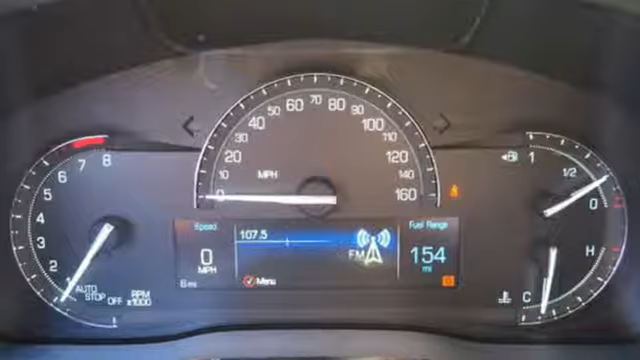 8
7
6
5
4
3
2
1
AUTO
STOP OFF RPM
x1000
0 10 20 30 40 50 60 70 80 90 100 110 120 140 160
MPH
Speed
0
MPH
107.5
FM
Menu
Fuel Range
154
mi
1
1/2
0
H
C